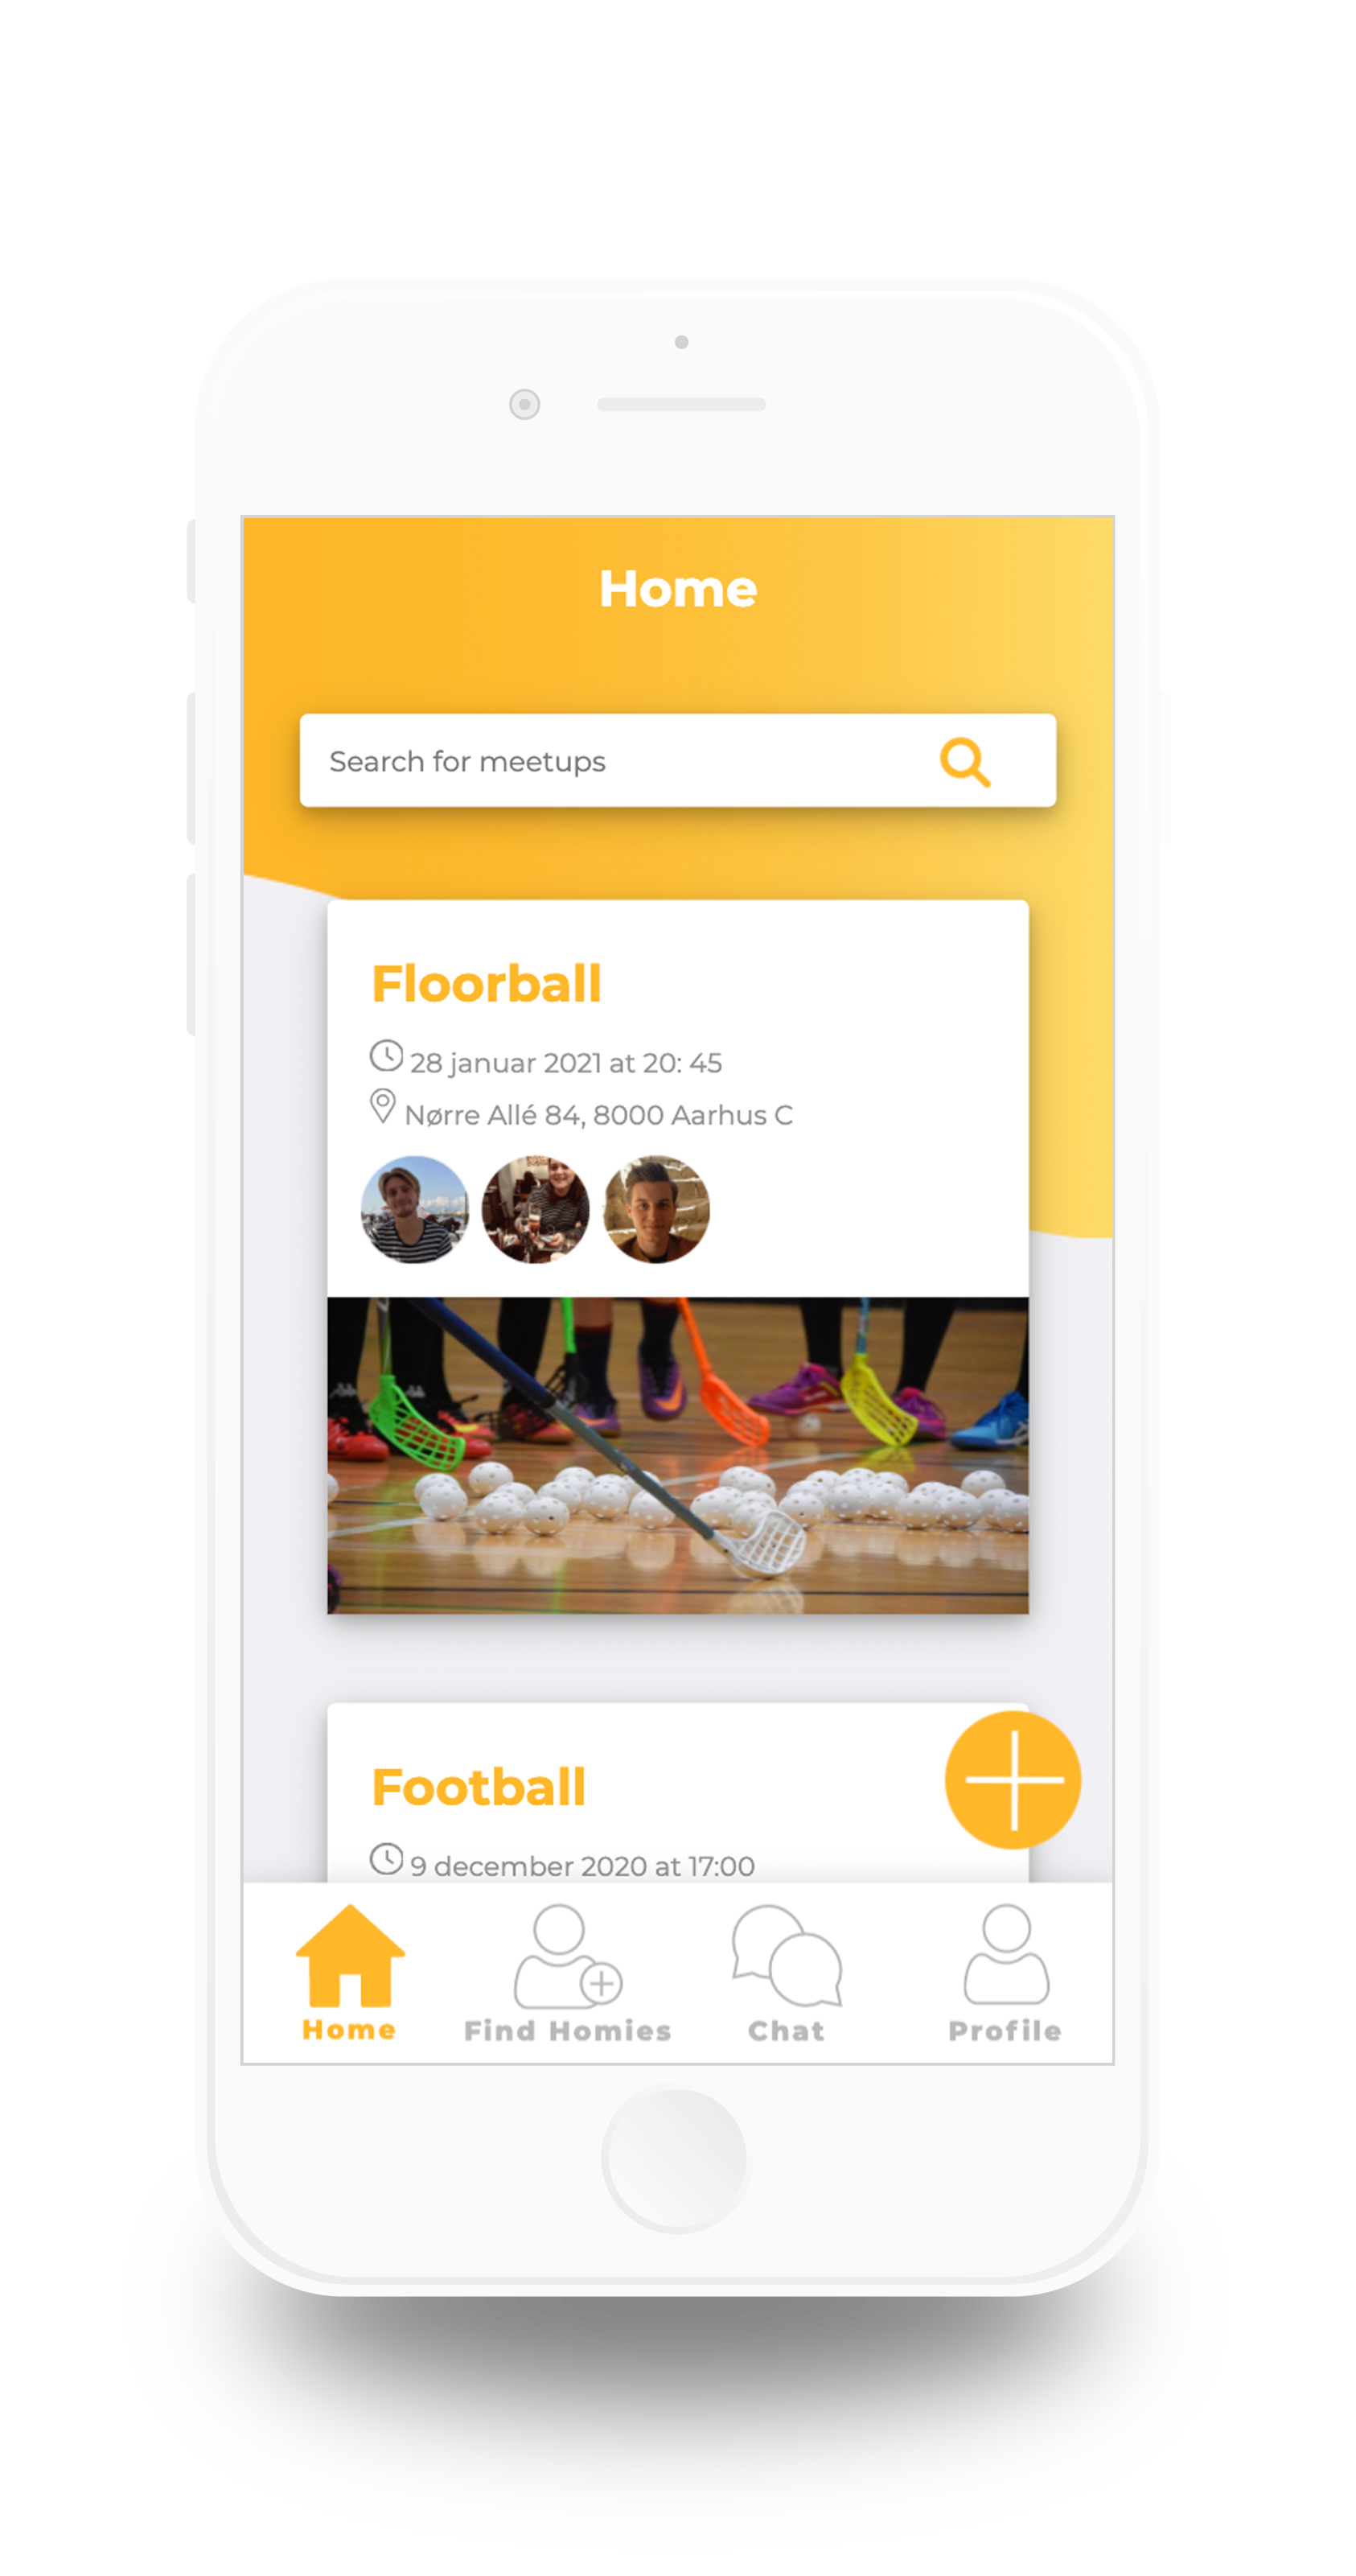 Home
Search for meetups
Floorball
28 januar 2021 at 20: 45
Nørre Allé 84, 8000 Aarhus C
Football
9 december 2020 at 17:00
Home
Find Homies
Chat
Profile